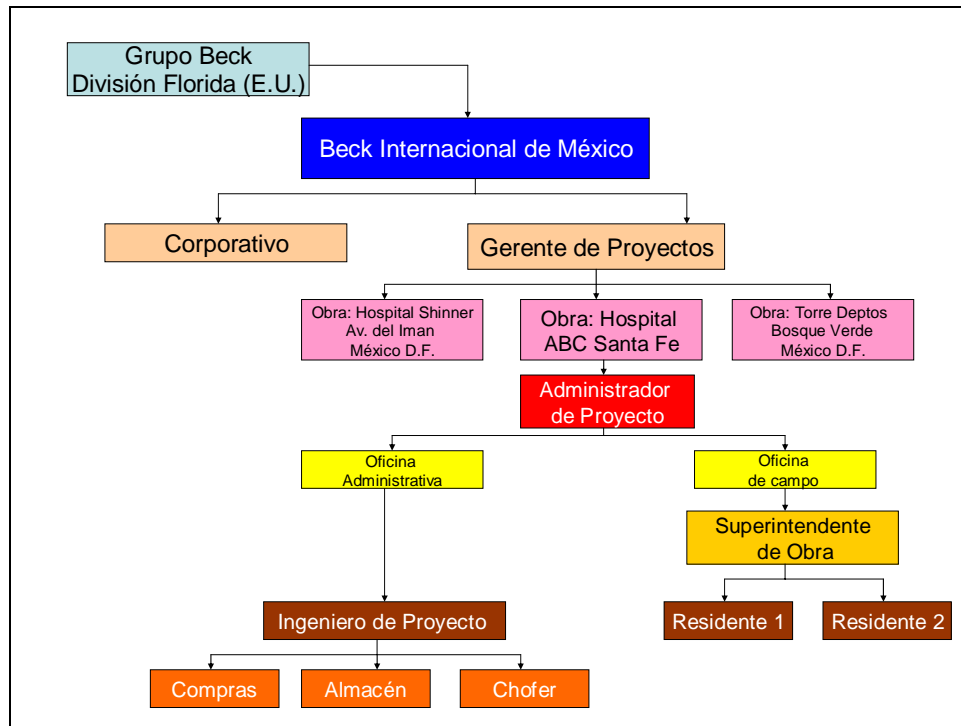 Grupo Beck
División Florida (E.U.)
Beck Internacional de México
Corporativo
Gerente de Proyectos
Obra: Hospital Shinner
Av. del Iman
México D.F.
Obra: Hospital
ABC Santa Fe
Obra: Torre Deptos
Bosque Verde
México D.F.
Administrador
de Proyecto
Oficina
Administrativa
Oficina
de campo
Superintendente
de Obra
Ingeniero de Proyecto
Residente 1
Residente 2
Compras
Almacén
Chofer